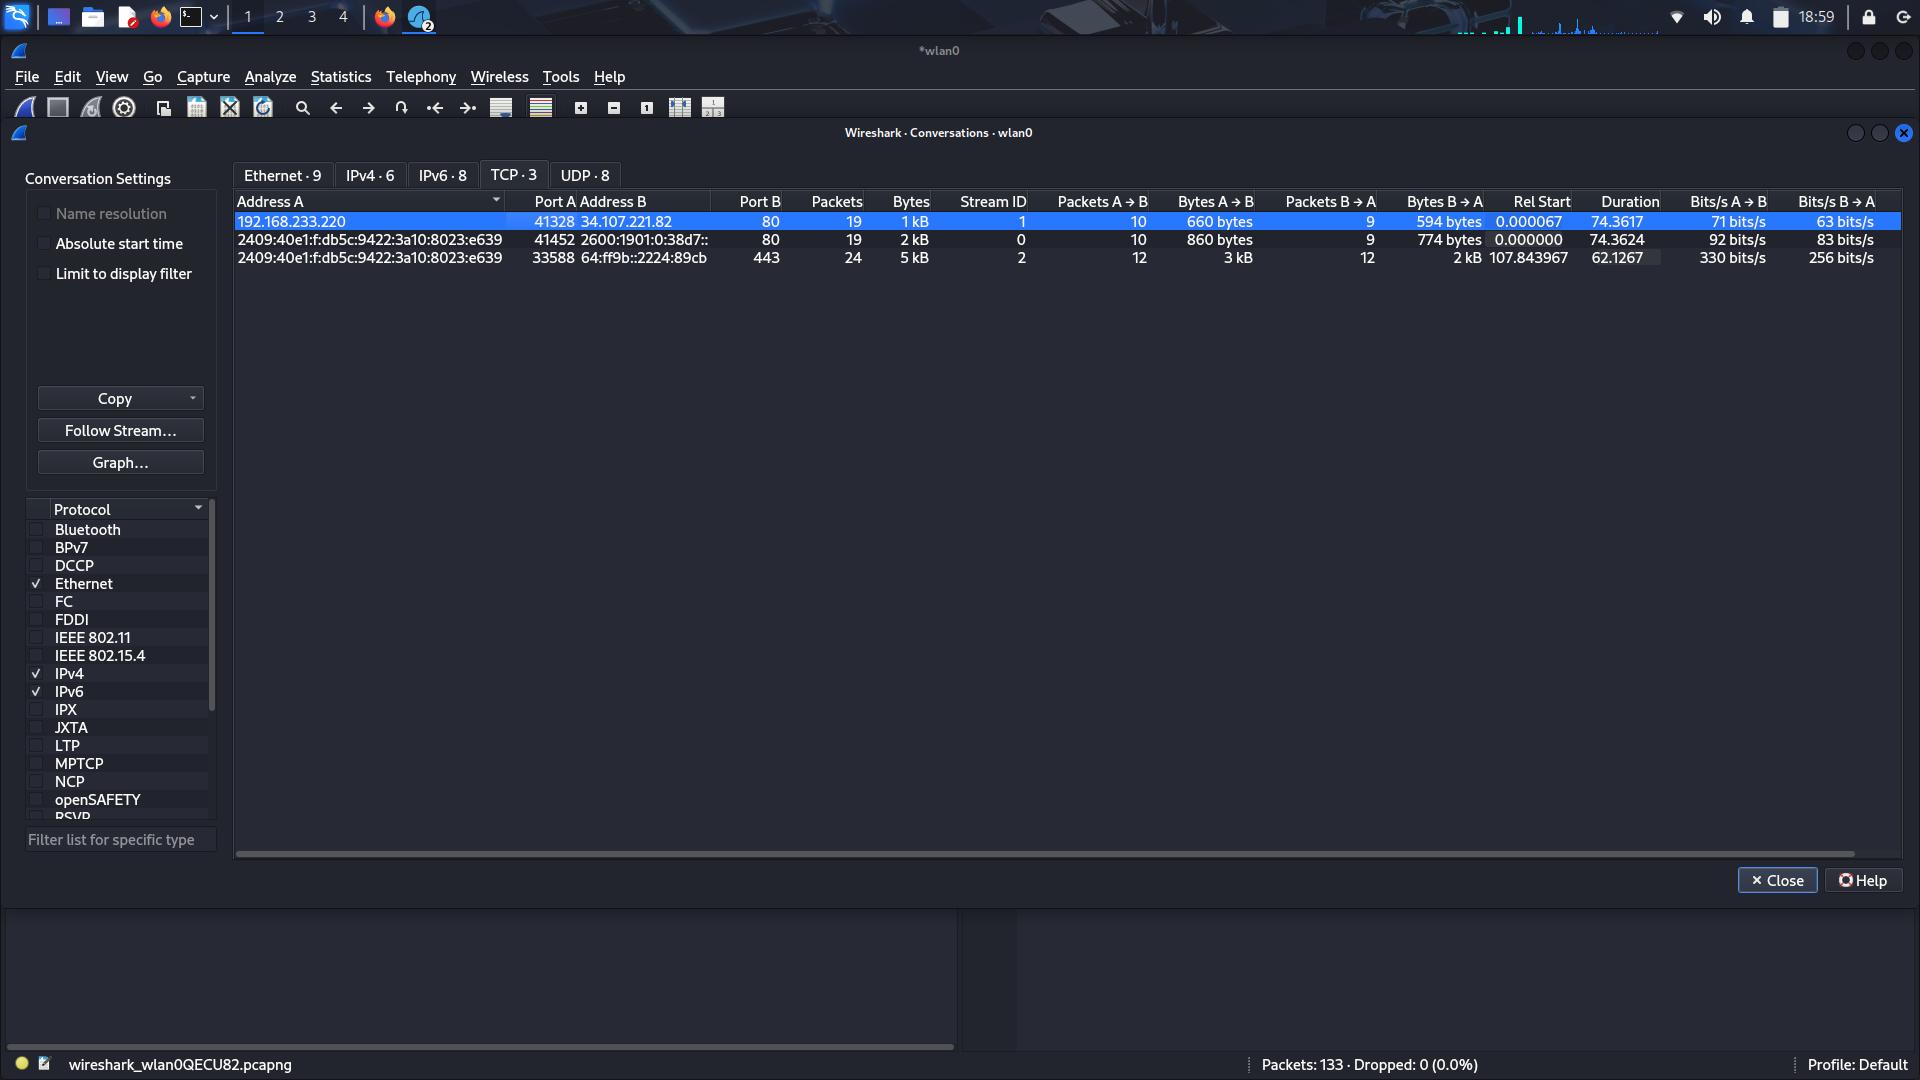 1 2 3 4 2 18:59
*wlan0
File Edit View Go Capture Analyze Statistics Telephony Wireless Tools Help
Wireshark · Conversations · wlan0
Conversation Settings
Name resolution
Absolute start time
Limit to display filter
Copy
Follow Stream…
Graph…
Protocol
Bluetooth
BPv7
DCCP
Ethernet
FC
FDDI
IEEE 802.11
IEEE 802.15.4
IPv4
IPv6
IPX
JXTA
LTP
MPTCP
NCP
openSAFETY
RSVP
Filter list for specific type
Ethernet · 9 IPv4 · 6 IPv6 · 8 TCP · 3 UDP · 8
Address A Port A Address B Port B Packets Bytes Stream ID Packets A → B Bytes A → B Packets B → A Bytes B → A Rel Start Duration Bits/s A → B Bits/s B → A
192.168.233.220 41328 34.107.221.82 80 19 1 kB 1 10 660 bytes 9 594 bytes 0.000067 74.3617 71 bits/s 63 bits/s
2409:40e1:f:db5c:9422:3a10:8023:e639 41452 2600:1901:0:38d7:: 80 19 2 kB 0 10 860 bytes 9 774 bytes 0.000000 74.3624 92 bits/s 83 bits/s
2409:40e1:f:db5c:9422:3a10:8023:e639 33588 64:ff9b::2224:89cb 443 24 5 kB 2 12 3 kB 12 2 kB 107.843967 62.1267 330 bits/s 256 bits/s
Close Help
wireshark_wlan0QECU82.pcapng Packets: 133 · Dropped: 0 (0.0%) Profile: Default